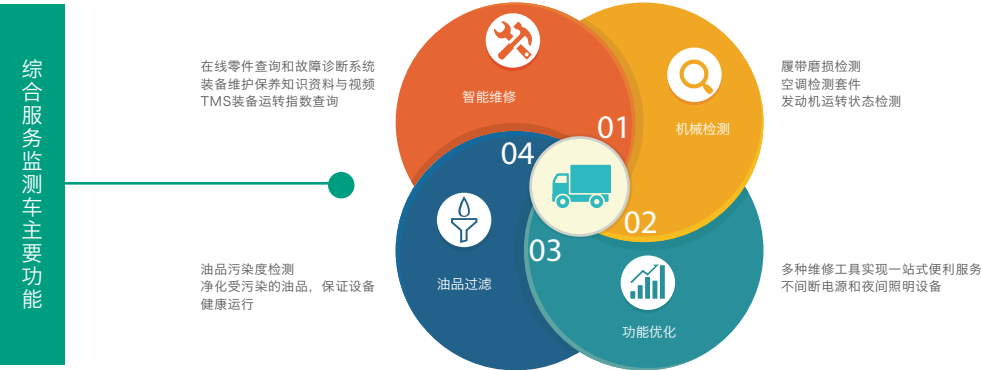 综合服务监测车主要功能
在线零件查询和故障诊断系统
装备维护保养知识资料与视频
TMS装备运转指数查询
智能维修
01
履带磨损检测
空调检测套件
发动机运转状态检测
机械检测
02
油品污染度检测
净化受污染的油品，保证设备
健康运行
油品过滤
04
多种维修工具实现一站式便利服务
不间断电源和夜间照明设备
功能优化
03